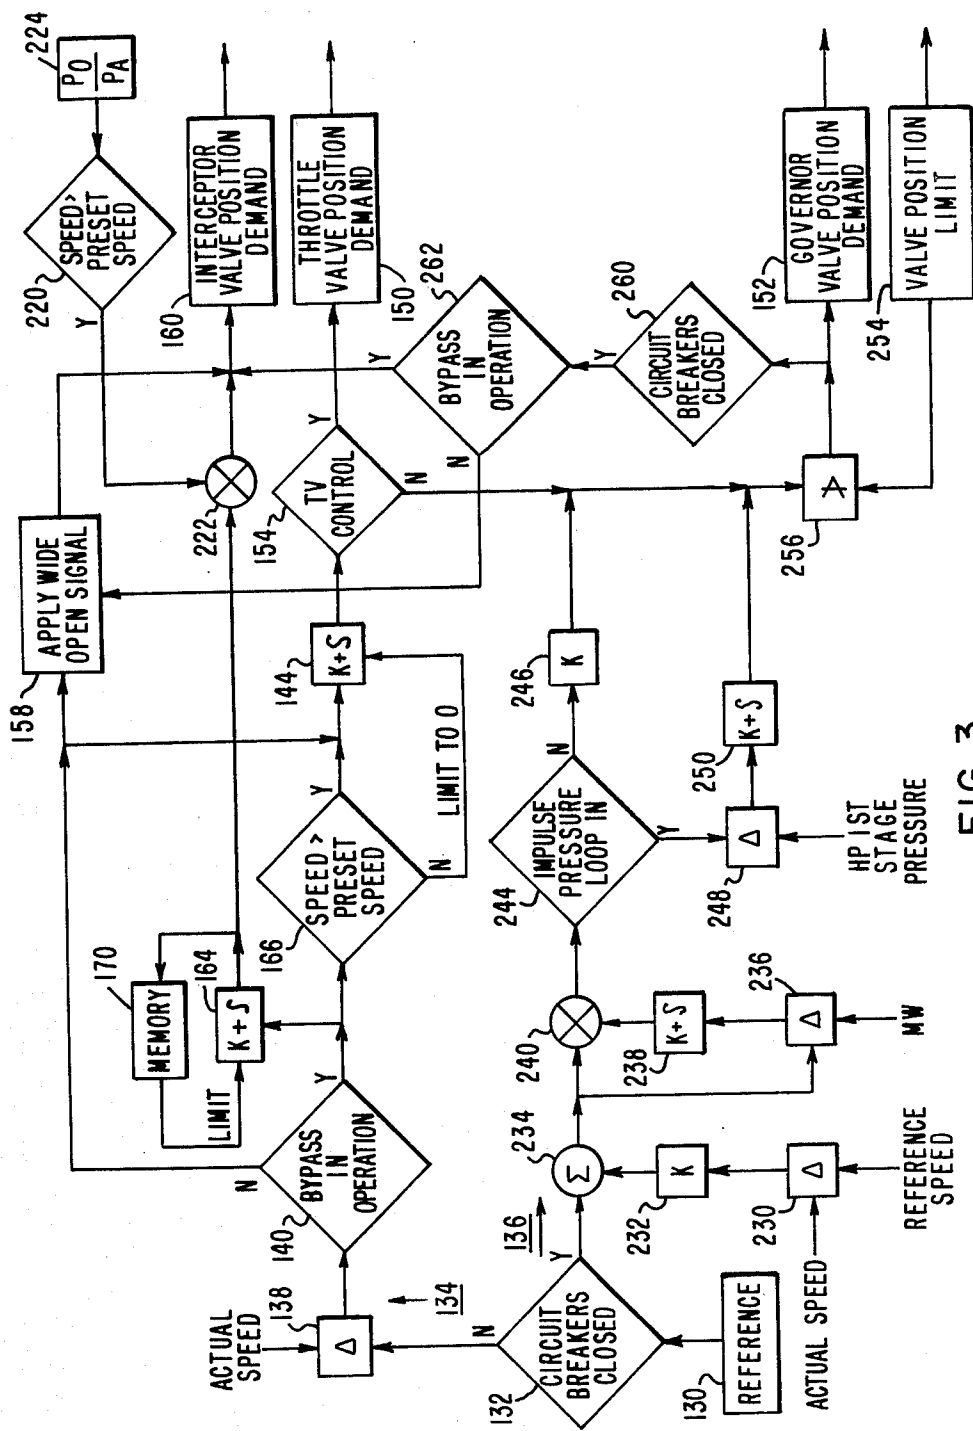 224
P0
PA
220
SPEED >
PRESET
SPEED
Y
160
INTERCEPTOR
VALVE POSITION
DEMAND
THROTTLE
VALVE POSITION
DEMAND
150
262
BYPASS
IN
OPERATION
Y
N
260
CIRCUIT
BREAKERS
CLOSED
Y
152
GOVERNOR
VALVE POSITION
DEMAND
254
VALVE POSITION
LIMIT
158
APPLY WIDE
OPEN SIGNAL
222
154
TV
CONTROL
Y
N
256
144
K+∫
246
K
250
K+∫
LIMIT TO 0
166
SPEED >
PRESET
SPEED
Y
N
244
IMPULSE
PRESSURE
LOOP IN
N
Y
248
Δ
HP 1ST
STAGE
PRESSURE
170
MEMORY
164
K+∫
LIMIT
240
238
K+∫
236
Δ
MW
140
BYPASS
IN
OPERATION
N
Y
234
Σ
232
K
230
Δ
REFERENCE
SPEED
ACTUAL SPEED
ACTUAL
SPEED
138
Δ
134
136
132
CIRCUIT
BREAKERS
CLOSED
N
Y
130
REFERENCE
FIG. 3